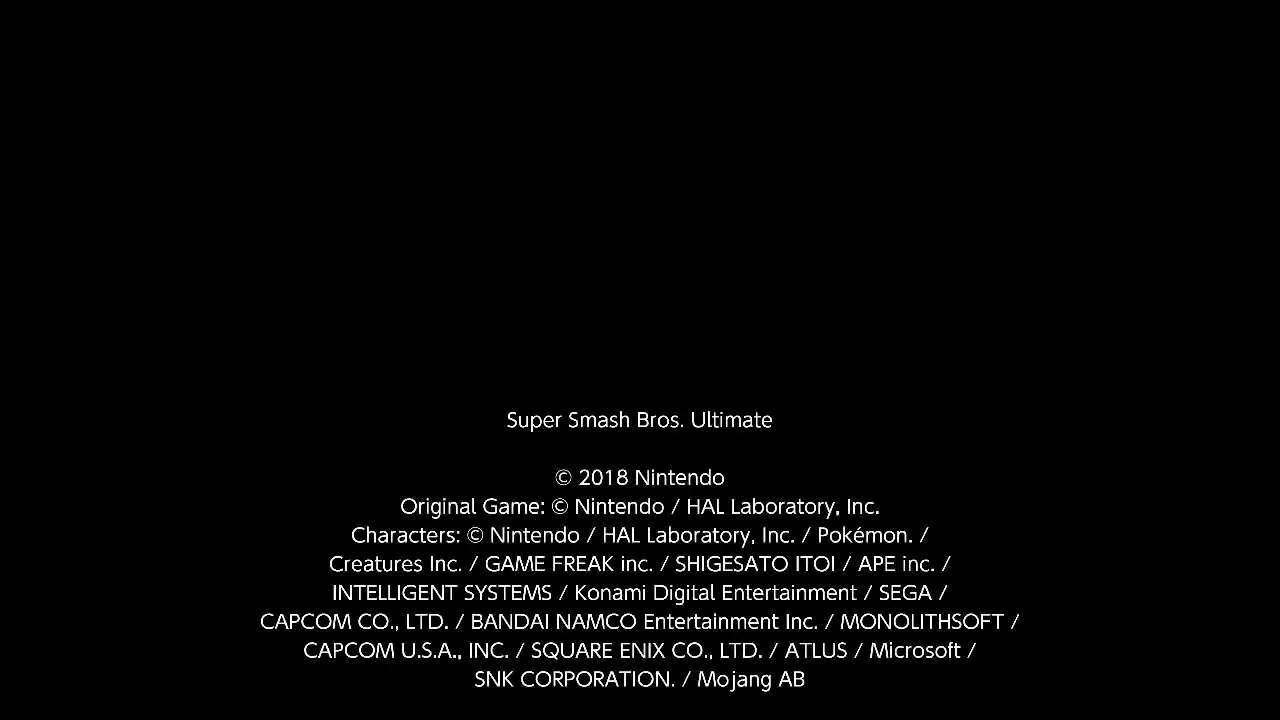 Super Smash Bros. Ultimate
© 2018 Nintendo
Original Game: © Nintendo / HAL Laboratory, Inc.
Characters: © Nintendo / HAL Laboratory, Inc. / Pokémon. /
Creatures Inc. / GAME FREAK inc. / SHIGESATO ITOI / APE inc. /
INTELLIGENT SYSTEMS / Konami Digital Entertainment / SEGA /
CAPCOM CO., LTD. / BANDAI NAMCO Entertainment Inc. / MONOLITHSOFT /
CAPCOM U.S.A., INC. / SQUARE ENIX CO., LTD. / ATLUS / Microsoft /
SNK CORPORATION. / Mojang AB